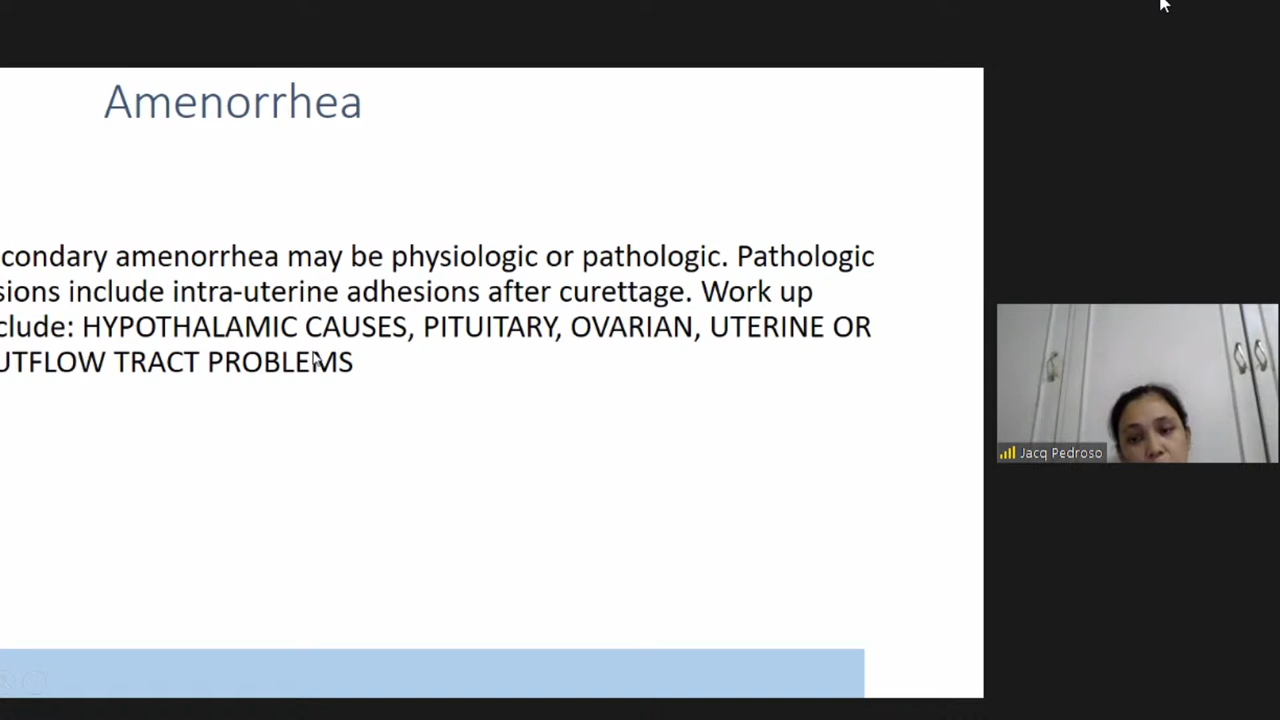 Amenorrhea
condary amenorrhea may be physiologic or pathologic. Pathologic
sions include intra-uterine adhesions after curettage. Work up
clude: HYPOTHALAMIC CAUSES, PITUITARY, OVARIAN, UTERINE OR
UTFLOW TRACT PROBLEMS
Jacq Pedroso